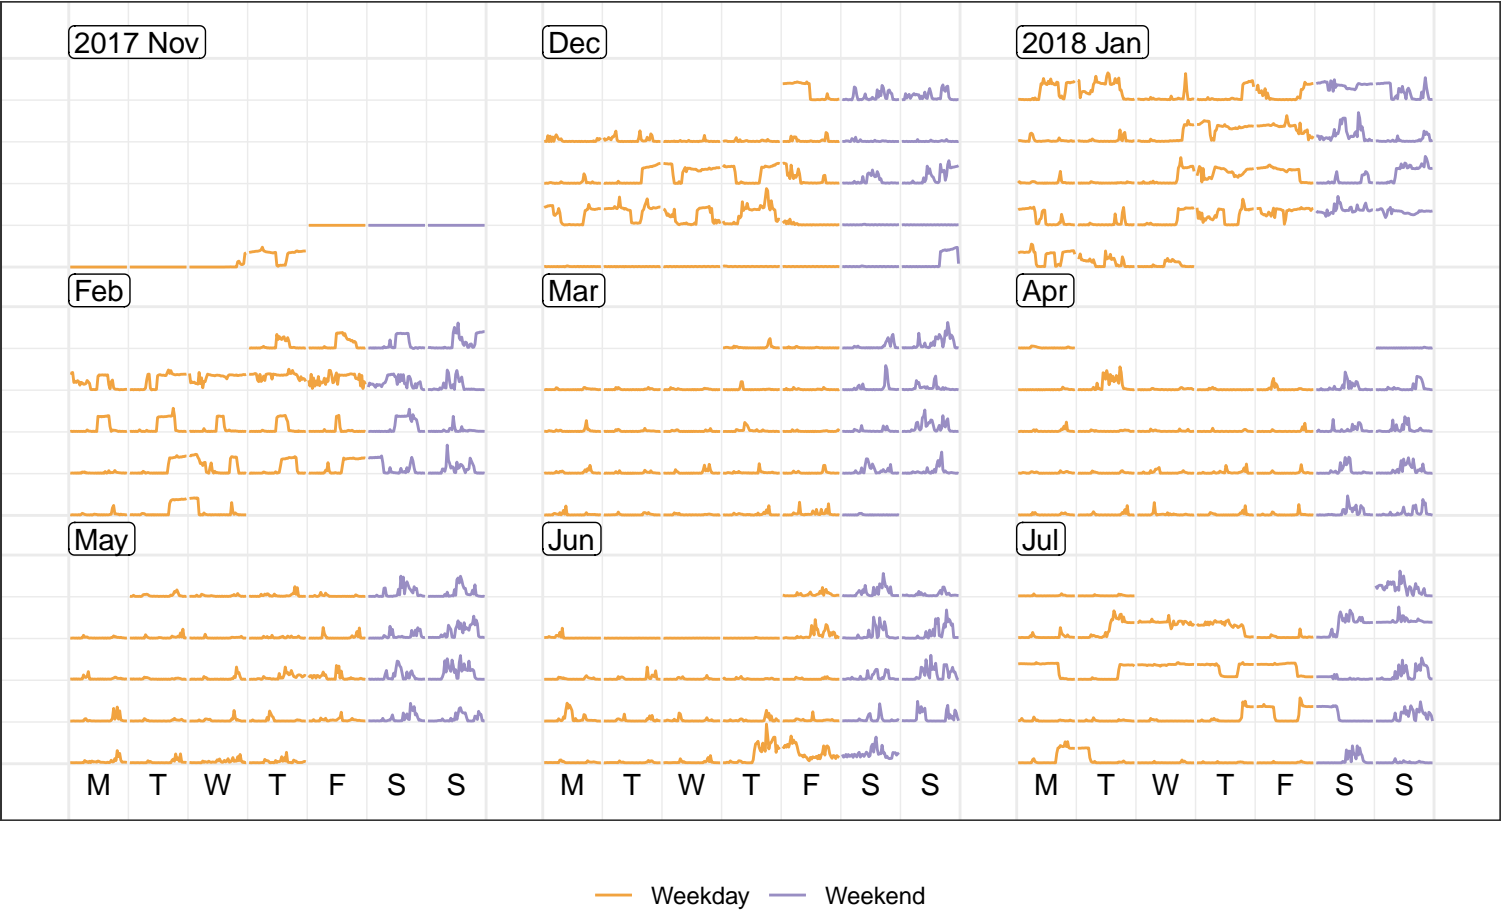 2017 Nov Dec 2018 Jan
Feb Mar Apr
May Jun Jul
M T W T F S S M T W T F S S M T W T F S S
Weekday Weekend